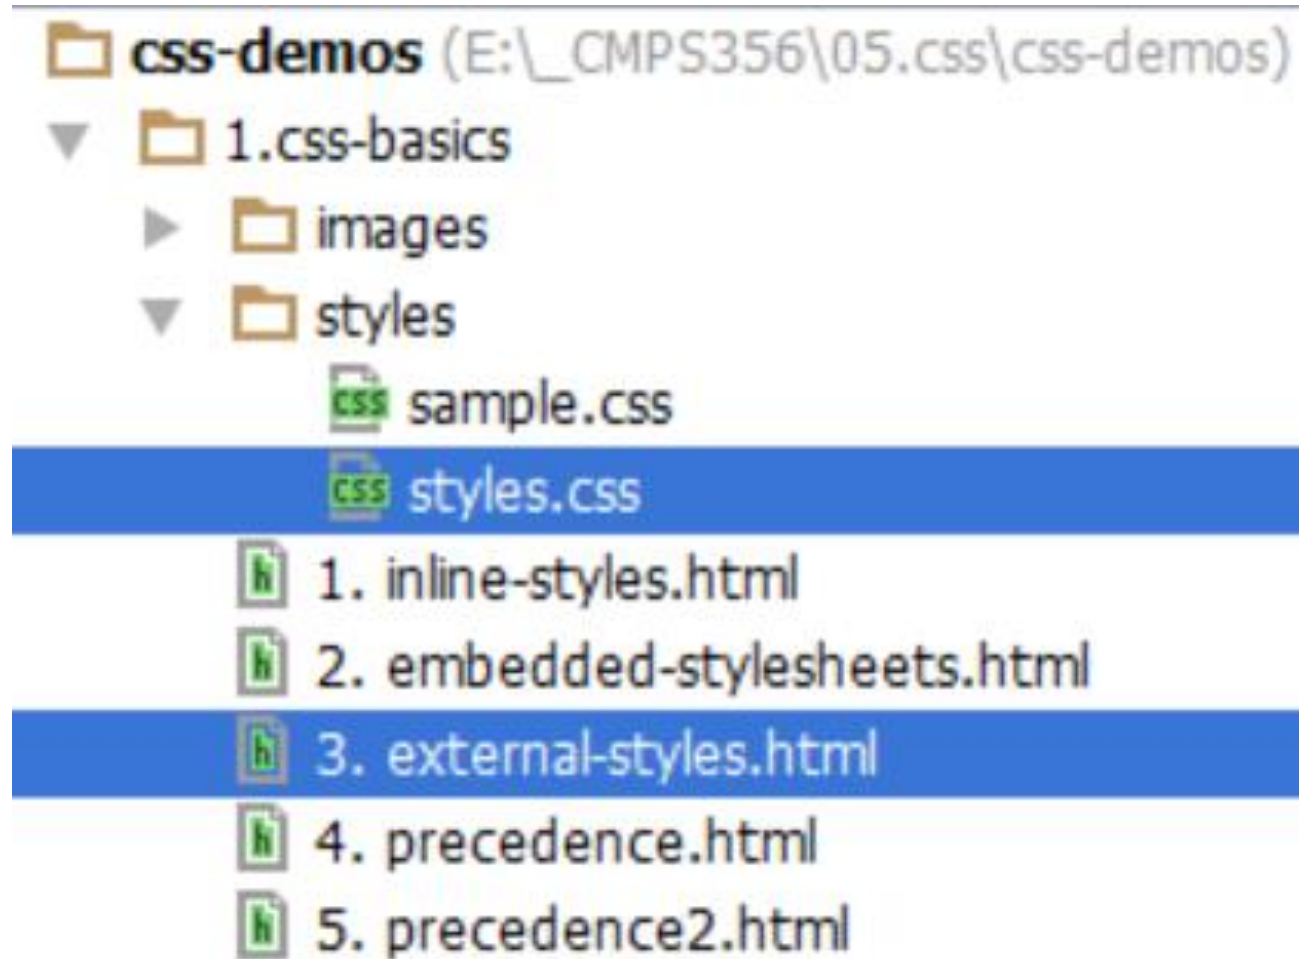 css-demos (E:\_CMPS356\05.css\css-demos)
1.css-basics
images
styles
css sample.css
css styles.css
h 1. inline-styles.html
h 2. embedded-stylesheets.html
h 3. external-styles.html
h 4. precedence.html
h 5. precedence2.html